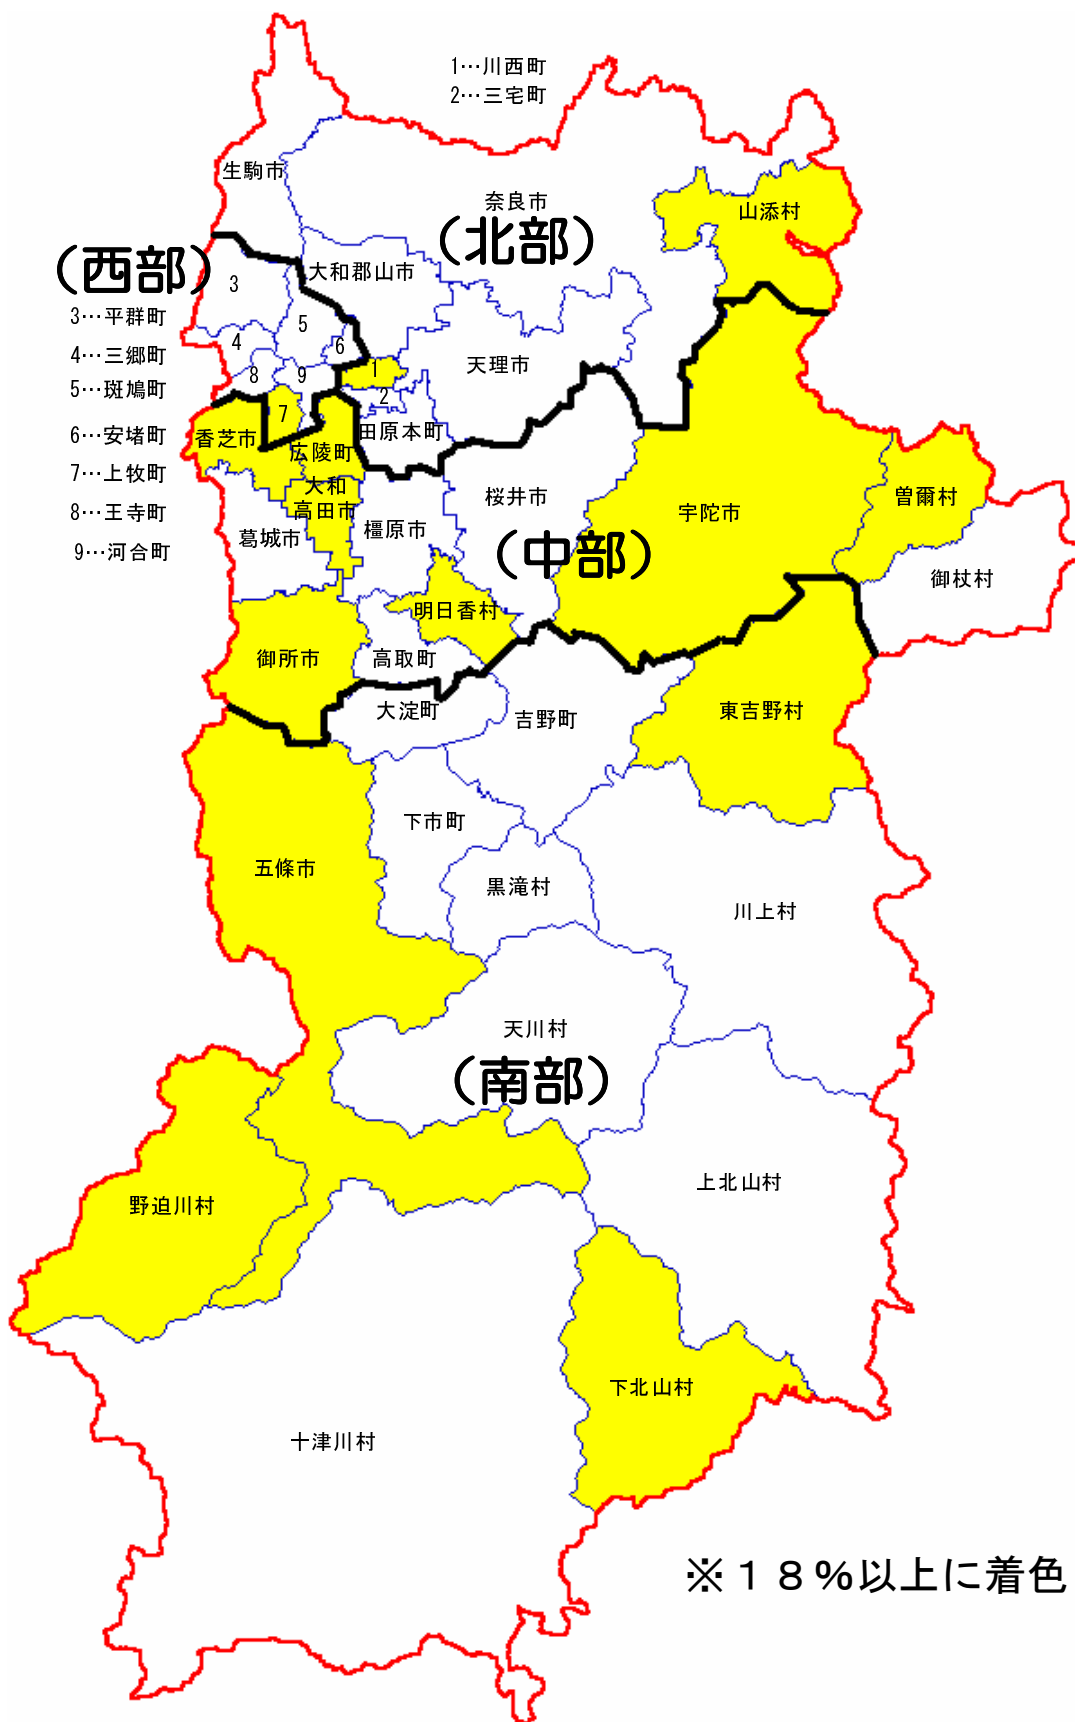 1…川西町
2…三宅町
生駒市
奈良市
山添村
(北部)
(西部)
大和郡山市
3
3…平群町
5
4
6
4…三郷町
天理市
1
8
9
5…斑鳩町
2
7
6…安堵町
香芝市
田原本町
広陵町
7…上牧町
大和
高田市
桜井市
曽爾村
8…王寺町
宇陀市
葛城市
橿原市
9…河合町
(中部)
御杖村
明日香村
御所市
高取町
大淀町
吉野町
東吉野村
下市町
五條市
黒滝村
川上村
天川村
(南部)
上北山村
野迫川村
下北山村
十津川村
※18%以上に着色